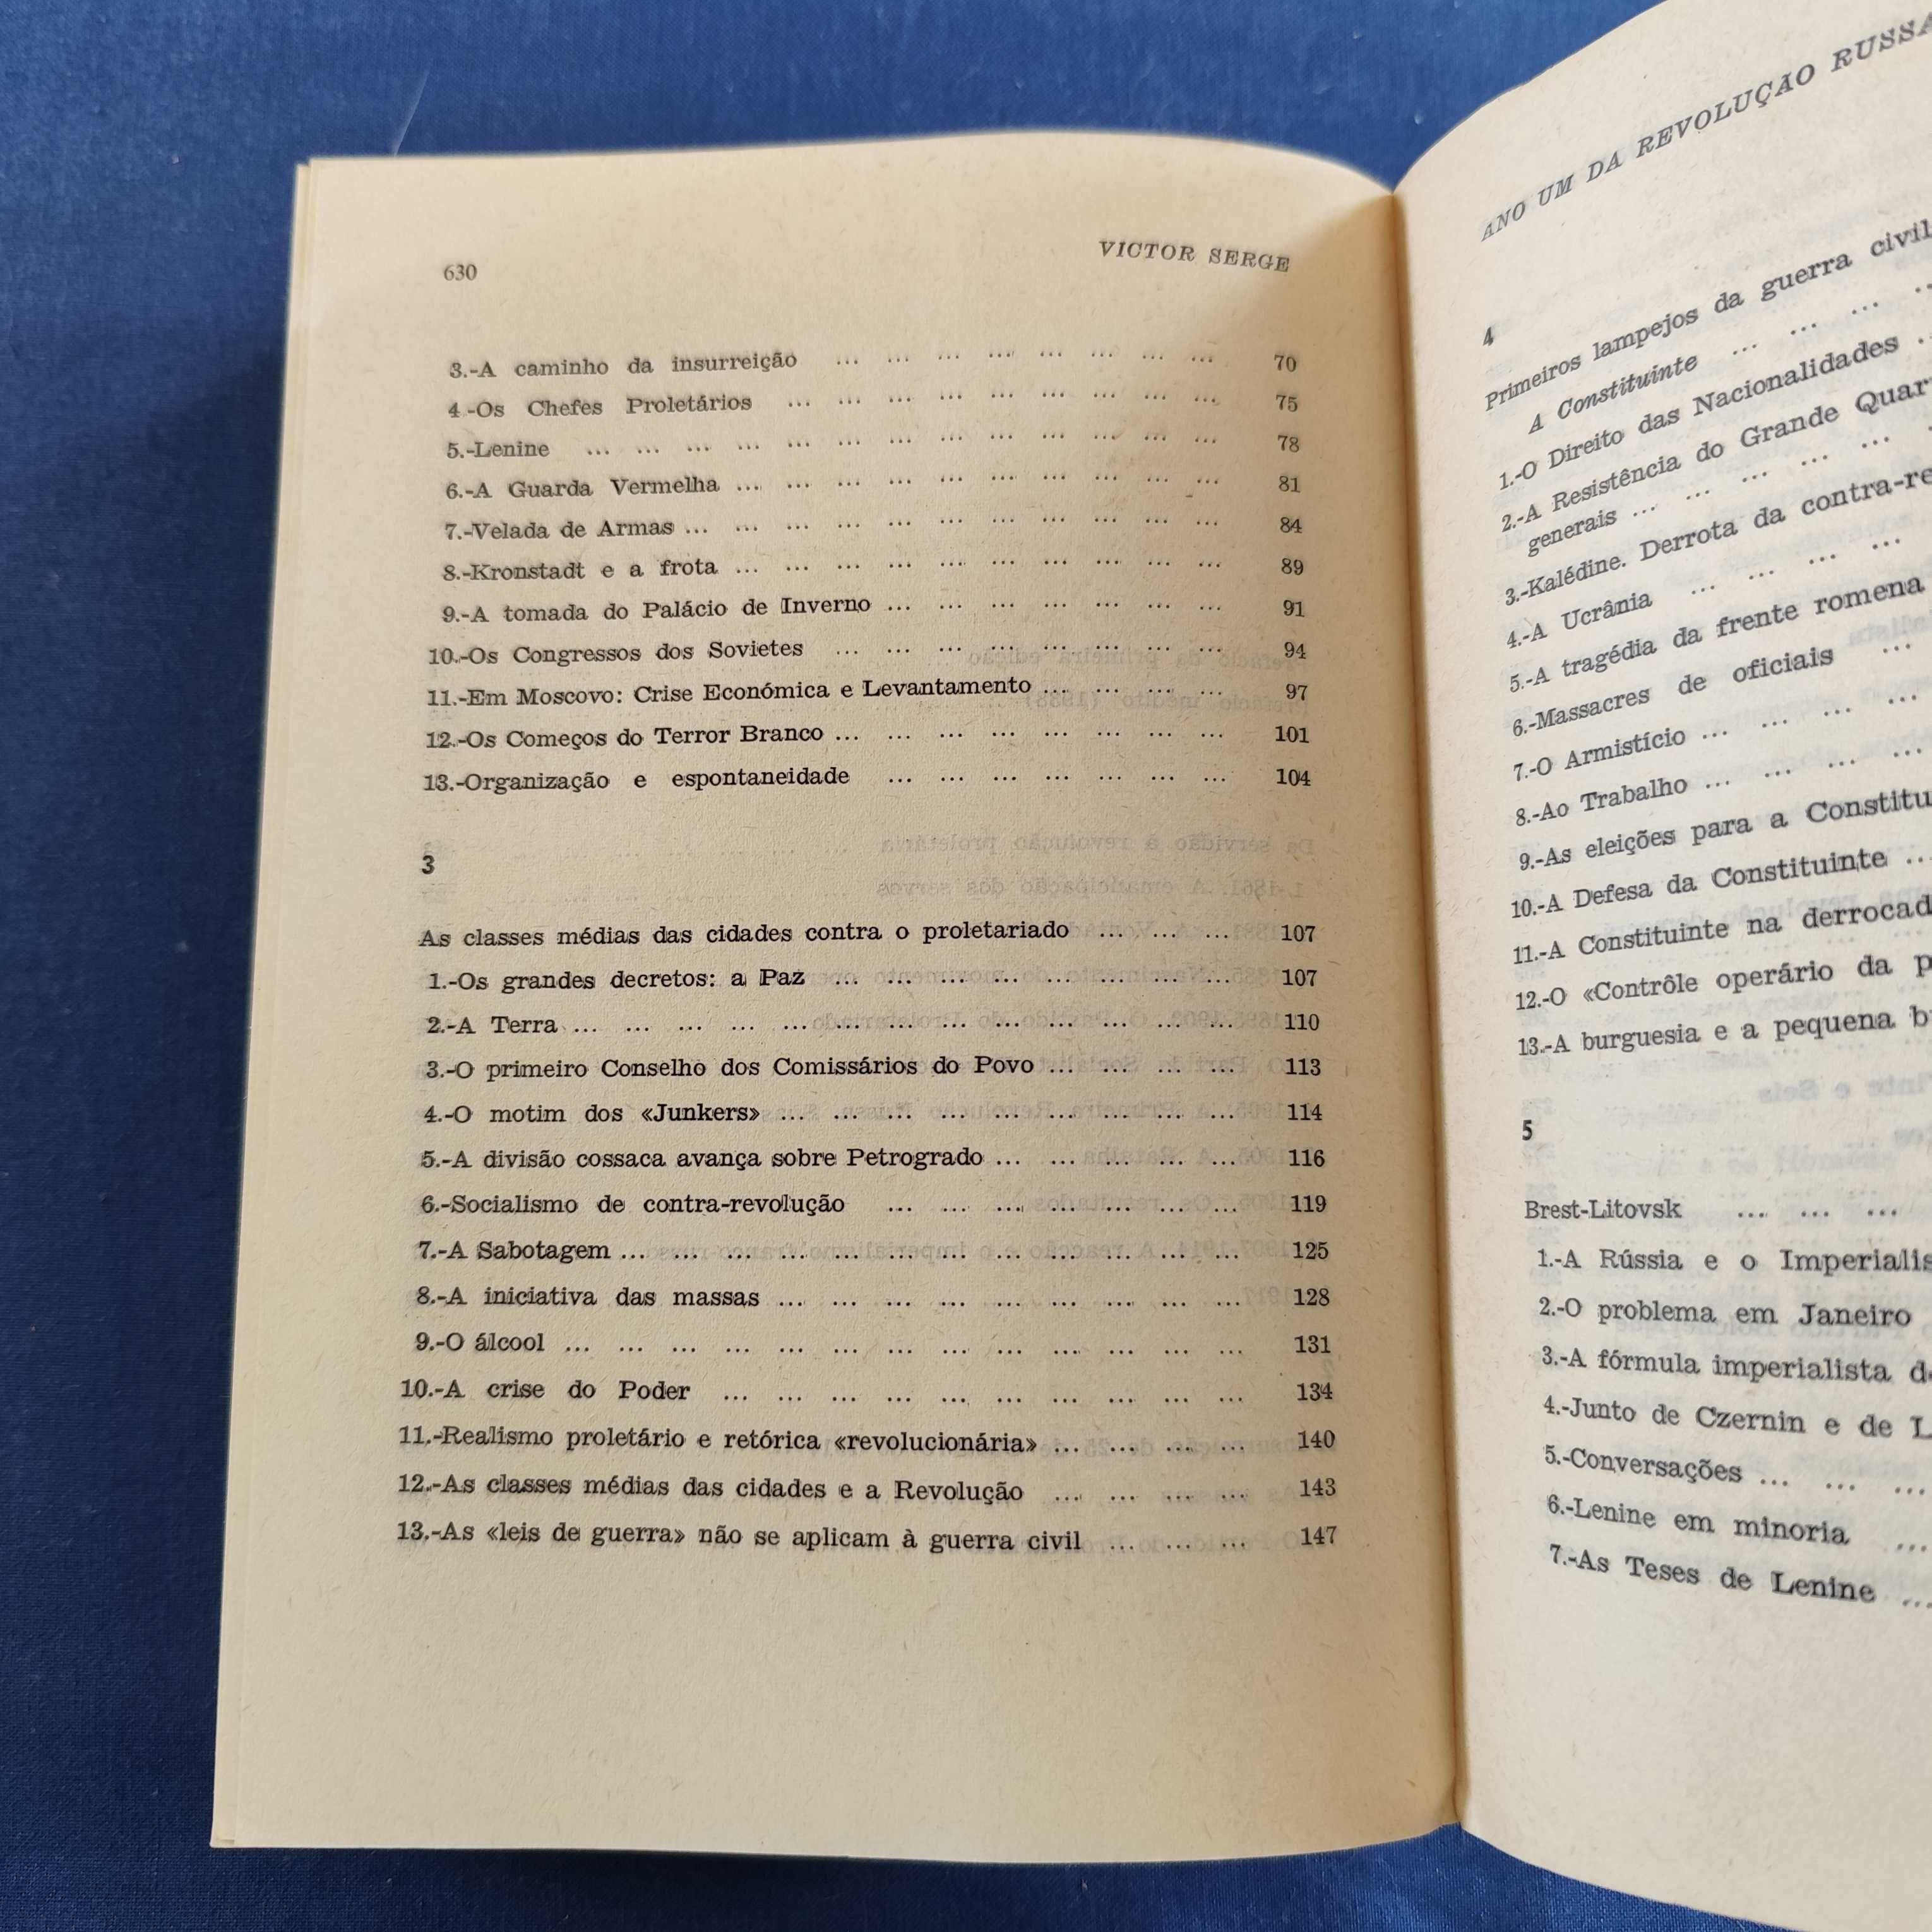 630
VICTOR SERGE
3.-A caminho da insurreição ... ... ... ... ... ... ... ... 70
4.-Os Chefes Proletários ... ... ... ... ... ... ... ... ... 75
5.-Lenine ... ... ... ... ... ... ... ... ... ... ... ... ... 78
6.-A Guarda Vermelha ... ... ... ... ... ... ... ... ... ... 81
7.-Velada de Armas ... ... ... ... ... ... ... ... ... ... ... 84
8.-Kronstadt e a frota ... ... ... ... ... ... ... ... ... ... 89
9.-A tomada do Palácio de Inverno ... ... ... ... ... ... ... 91
10.-Os Congressos dos Sovietes ... ... ... ... ... ... ... ... 94
11.-Em Moscovo: Crise Económica e Levantamento ... ... ... ... 97
12.-Os Começos do Terror Branco ... ... ... ... ... ... ... ... 101
13.-Organização e espontaneidade ... ... ... ... ... ... ... 104
3
As classes médias das cidades contra o proletariado ... ... ... 107
1.-Os grandes decretos: a Paz ... ... ... ... ... ... ... ... 107
2.-A Terra ... ... ... ... ... ... ... ... ... ... ... ... ... 110
3.-O primeiro Conselho dos Comissários do Povo ... ... ... ... 113
4.-O motim dos «Junkers» ... ... ... ... ... ... ... ... ... 114
5.-A divisão cossaca avança sobre Petrogrado ... ... ... ... ... 116
6.-Socialismo de contra-revolução ... ... ... ... ... ... ... 119
7.-A Sabotagem ... ... ... ... ... ... ... ... ... ... ... ... 125
8.-A iniciativa das massas ... ... ... ... ... ... ... ... ... 128
9.-O álcool ... ... ... ... ... ... ... ... ... ... ... ... ... 131
10.-A crise do Poder ... ... ... ... ... ... ... ... ... ... 134
11.-Realismo proletário e retórica «revolucionária» ... ... ... ... 140
12.-As classes médias das cidades e a Revolução ... ... ... ... 143
13.-As «leis de guerra» não se aplicam à guerra civil ... ... ... 147
ANO UM DA REVOLUÇÃO RUSSA
4
Primeiros lampejos da guerra civil
A Constituinte ... ... ... ...
1.-O Direito das Nacionalidades ...
2.-A Resistência do Grande
generais ... ... ... ... ... ...
3.-Kalédine. Derrota da
4.-A Ucrânia ... ... ... ...
5.-A tragédia da frente romena
6.-Massacres de oficiais ...
7.-O Armistício ... ... ... ...
8.-Ao Trabalho ... ... ... ...
9.-As eleições para a
10.-A Defesa da Constituinte ...
11.-A Constituinte na
12.-O «Contrôle operário da
13.-A burguesia e a pequena
5
Brest-Litovsk ... ... ...
1.-A Rússia e o
2.-O problema em Janeiro
3.-A fórmula imperialista
4.-Junto de Czernin e de
5.-Conversações ... ... ...
6.-Lenine em minoria ...
7.-As Teses de Lenine ...